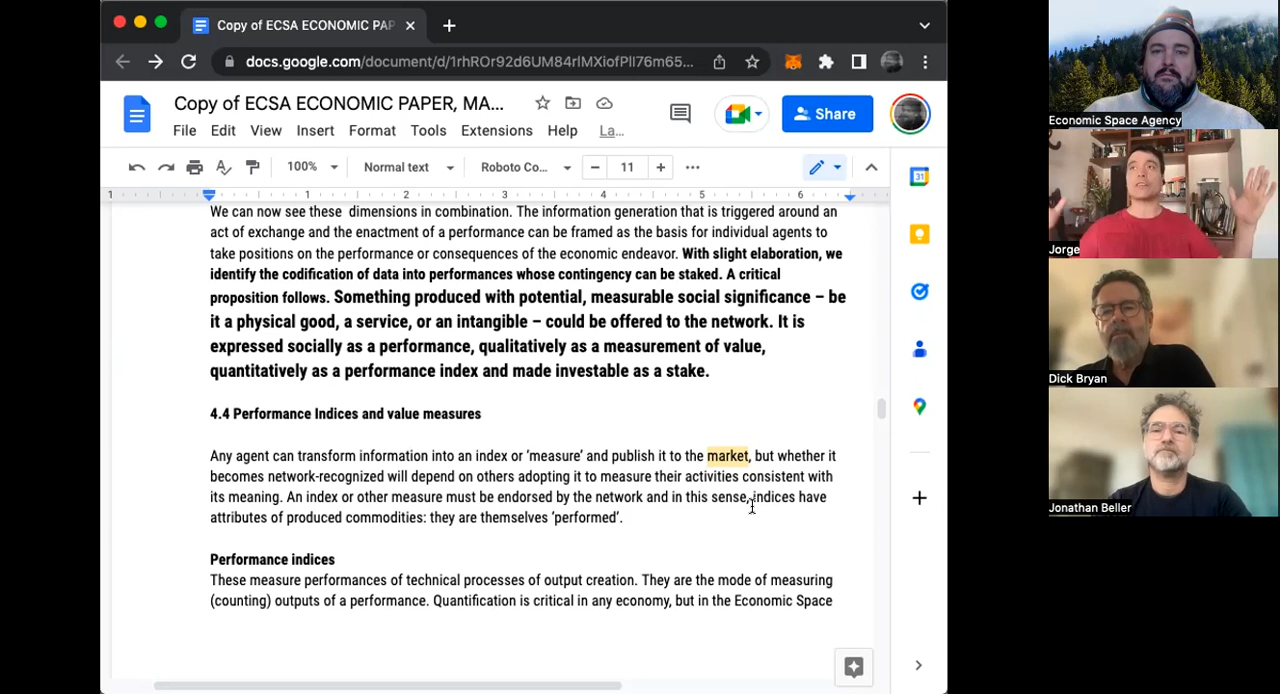 Copy of ECSA ECONOMIC PAP
docs.google.com/document/d/1rhROr92d6UM84rlMXiofPll76m65...
Copy of ECSA ECONOMIC PAPER, MA...
File Edit View Insert Format Tools Extensions Help La...
Share
100% Normal text Roboto Co... 11
1 1 2 3 4 5 6
31
We can now see these dimensions in combination. The information generation that is triggered around an
act of exchange and the enactment of a performance can be framed as the basis for individual agents to
take positions on the performance or consequences of the economic endeavor. With slight elaboration, we
identify the codification of data into performances whose contingency can be staked. A critical
proposition follows. Something produced with potential, measurable social significance – be
it a physical good, a service, or an intangible – could be offered to the network. It is
expressed socially as a performance, qualitatively as a measurement of value,
quantitatively as a performance index and made investable as a stake.
4.4 Performance Indices and value measures
Any agent can transform information into an index or ‘measure’ and publish it to the market, but whether it
becomes network-recognized will depend on others adopting it to measure their activities consistent with
its meaning. An index or other measure must be endorsed by the network and in this sense, indices have
attributes of produced commodities: they are themselves ‘performed’.
Performance indices
These measure performances of technical processes of output creation. They are the mode of measuring
(counting) outputs of a performance. Quantification is critical in any economy, but in the Economic Space
Economic Space Agency
Jorge
Dick Bryan
Jonathan Beller